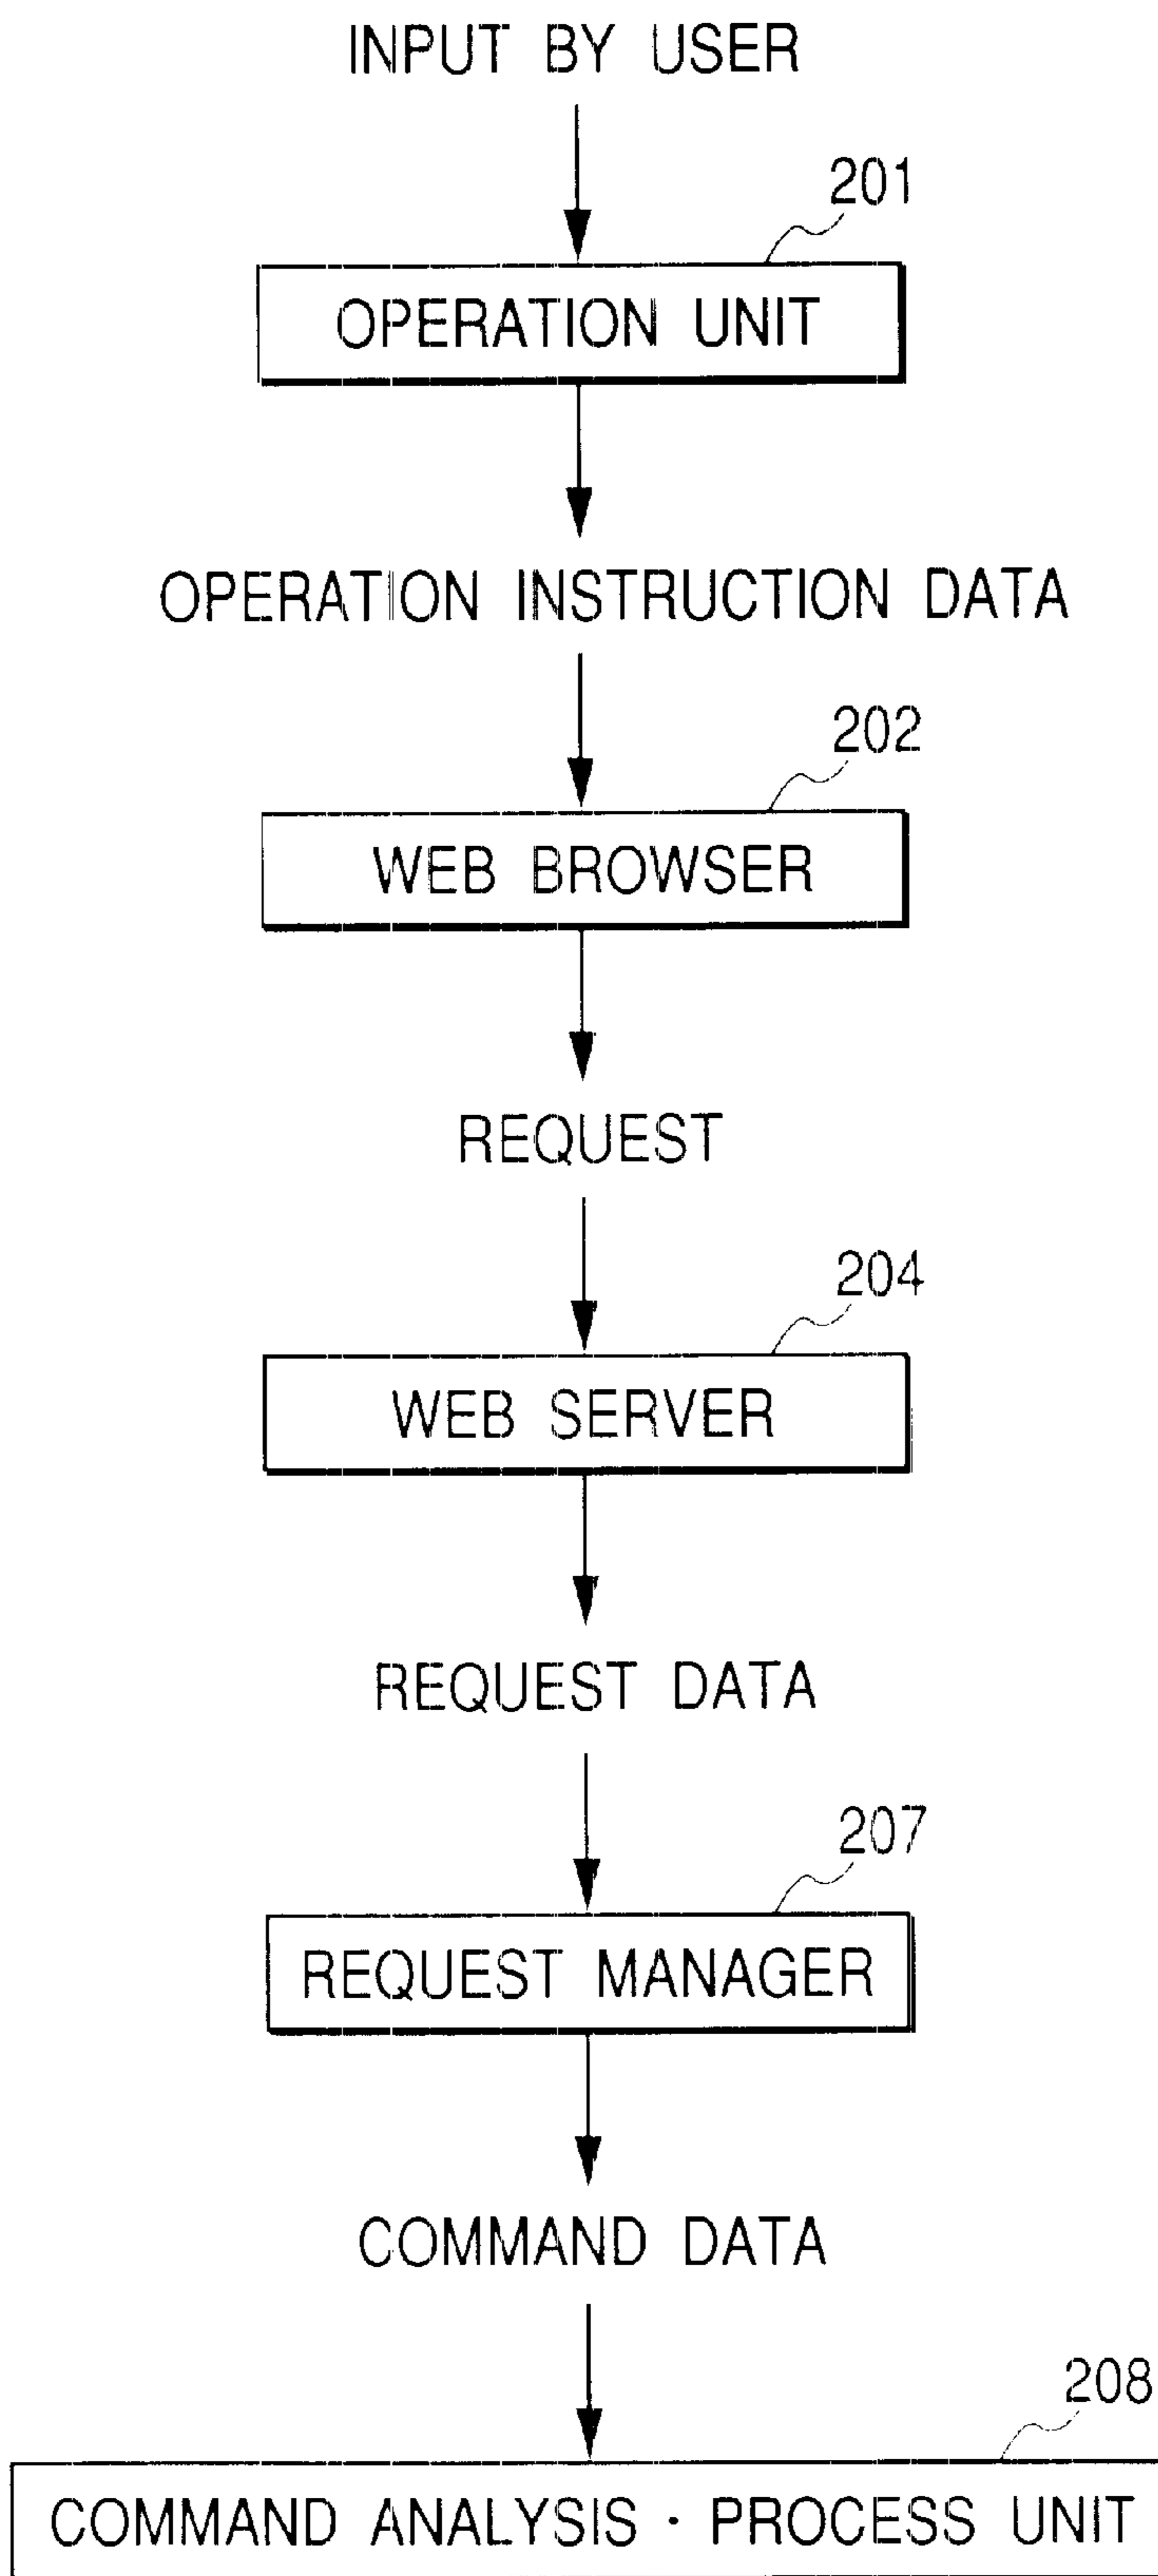 INPUT BY USER
201
OPERATION UNIT
OPERATION INSTRUCTION DATA
202
WEB BROWSER
REQUEST
204
WEB SERVER
REQUEST DATA
207
REQUEST MANAGER
COMMAND DATA
208
COMMAND ANALYSIS · PROCESS UNIT